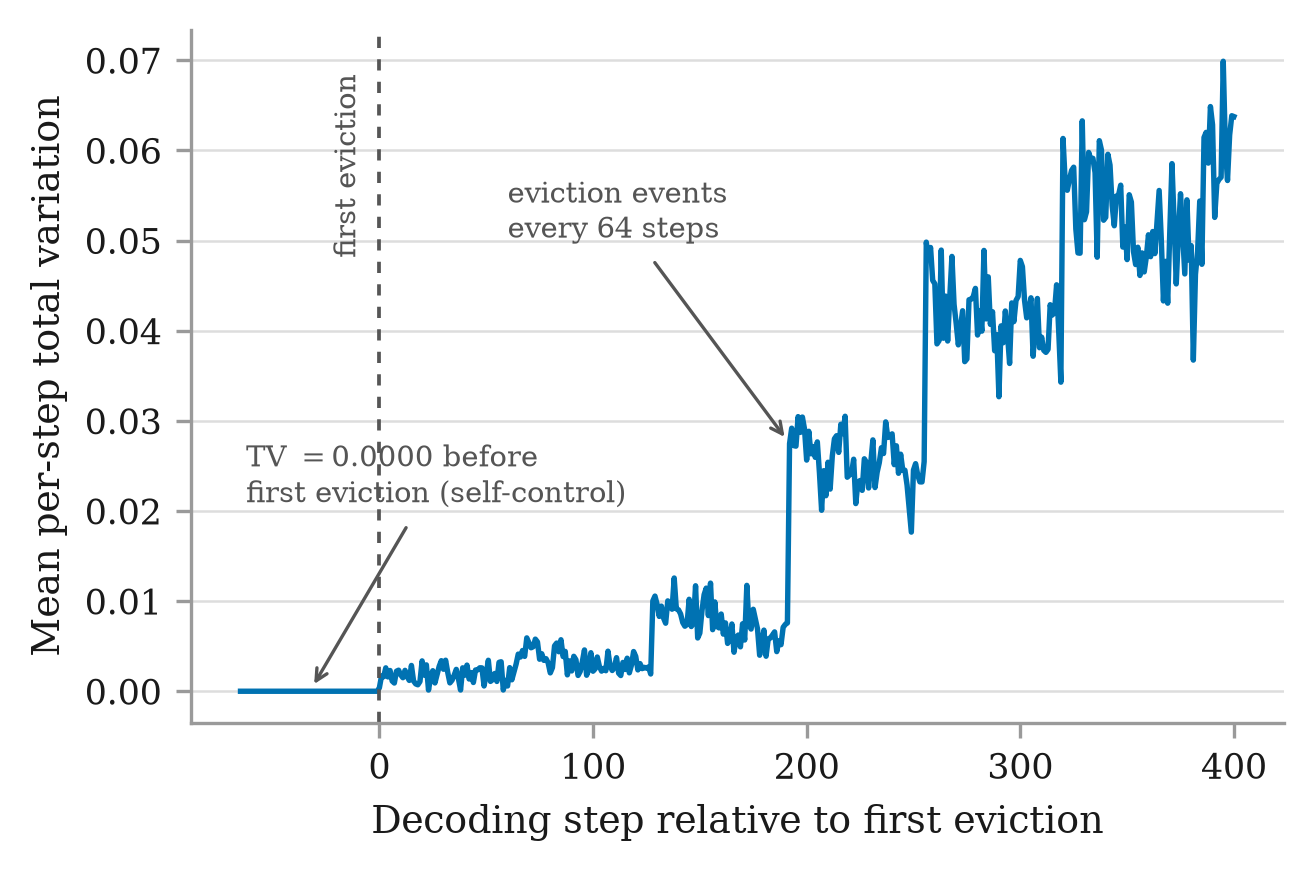 Mean per-step total variation
0.07
0.06
0.05
0.04
0.03
0.02
0.01
0.00
first eviction
eviction events
every 64 steps
TV = 0.0000 before
first eviction (self-control)
0
100
200
300
400
Decoding step relative to first eviction